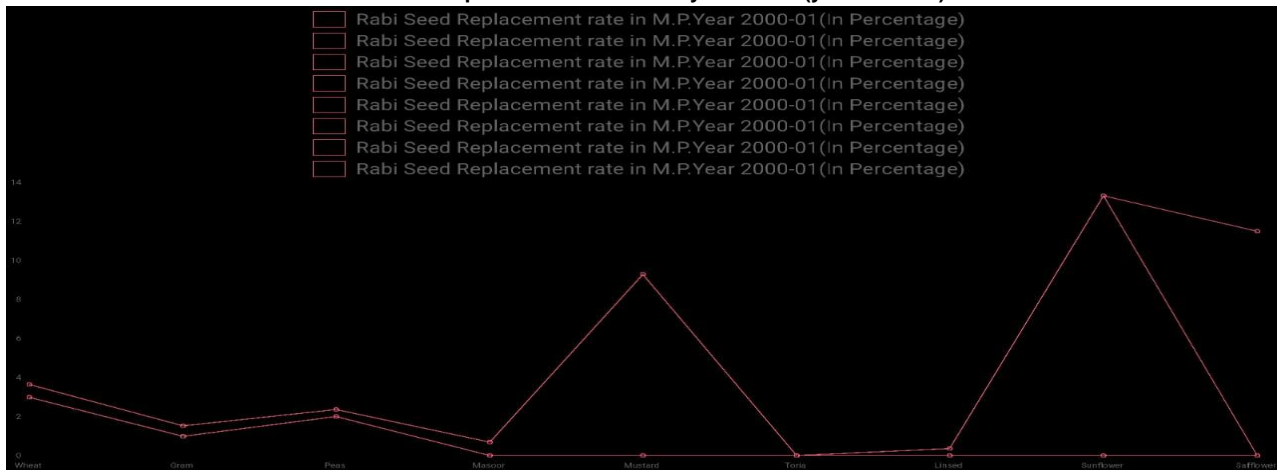 Rabi Seed Replacement rate in M.P.Year 2000-01(In Percentage)
Rabi Seed Replacement rate in M.P.Year 2000-01(In Percentage)
Rabi Seed Replacement rate in M.P.Year 2000-01(In Percentage)
Rabi Seed Replacement rate in M.P.Year 2000-01(In Percentage)
Rabi Seed Replacement rate in M.P.Year 2000-01(In Percentage)
Rabi Seed Replacement rate in M.P.Year 2000-01(In Percentage)
Rabi Seed Replacement rate in M.P.Year 2000-01(In Percentage)
Rabi Seed Replacement rate in M.P.Year 2000-01(In Percentage)
14
12
10
8
6
4
2
0
Wheat Gram Peas Masoor Mustard Toria Linsed Sunflower Safflower